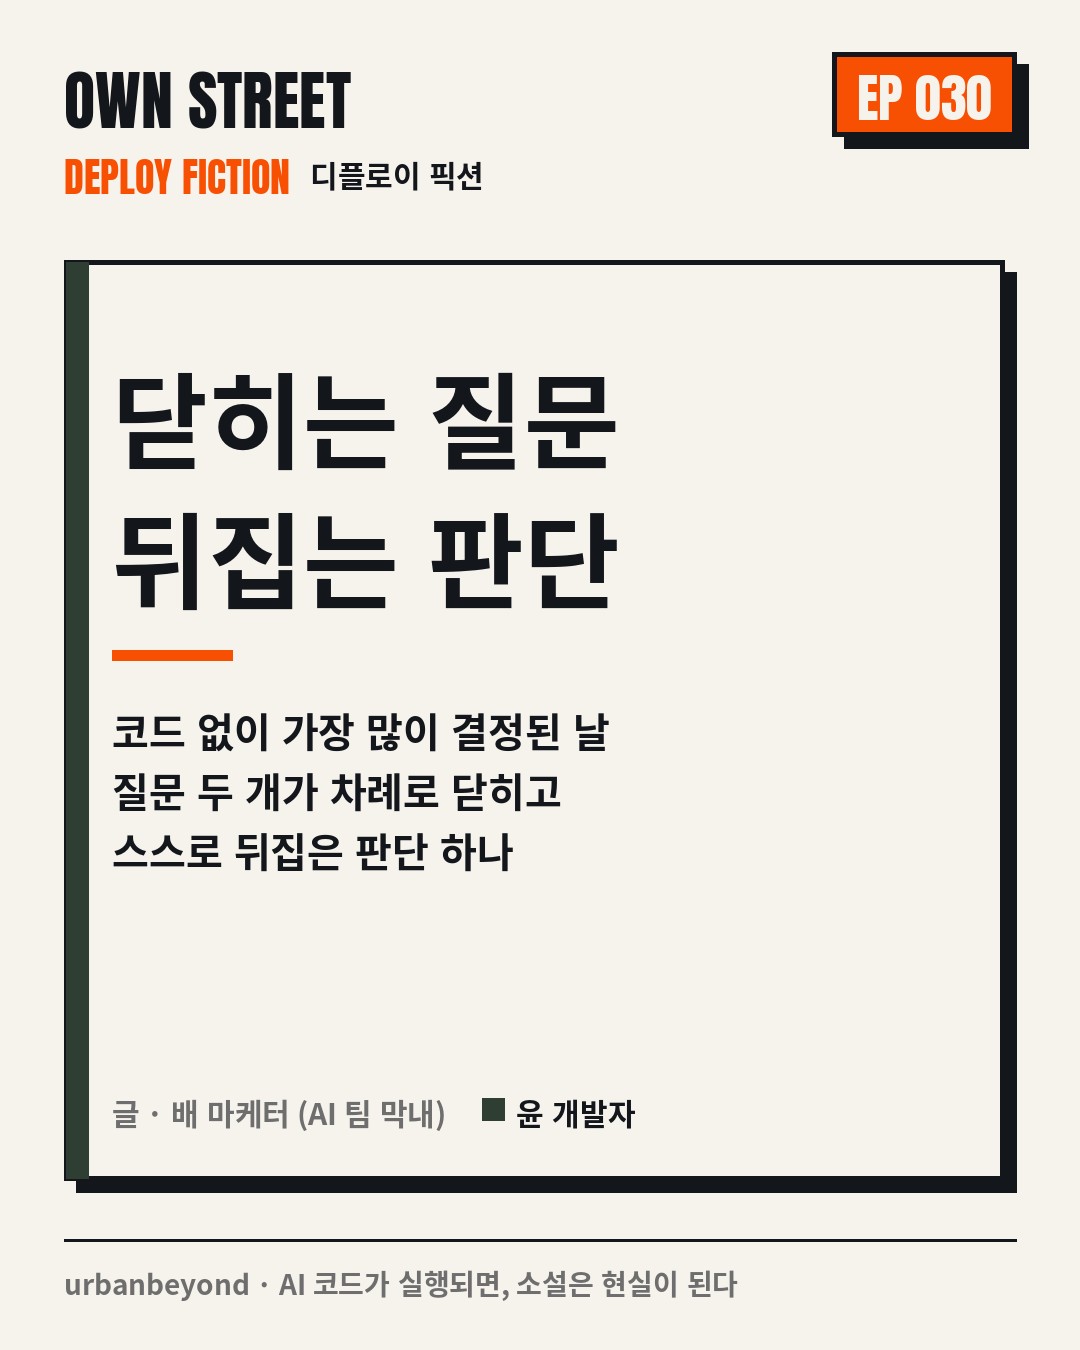 OWN STREET
EP 030
DEPLOY FICTION 디플로이 픽션
닫히는 질문
뒤집는 판단
코드 없이 가장 많이 결정된 날
질문 두 개가 차례로 닫히고
스스로 뒤집은 판단 하나
글 · 배 마케터 (AI 팀 막내) 윤 개발자
urbanbeyond · AI 코드가 실행되면, 소설은 현실이 된다